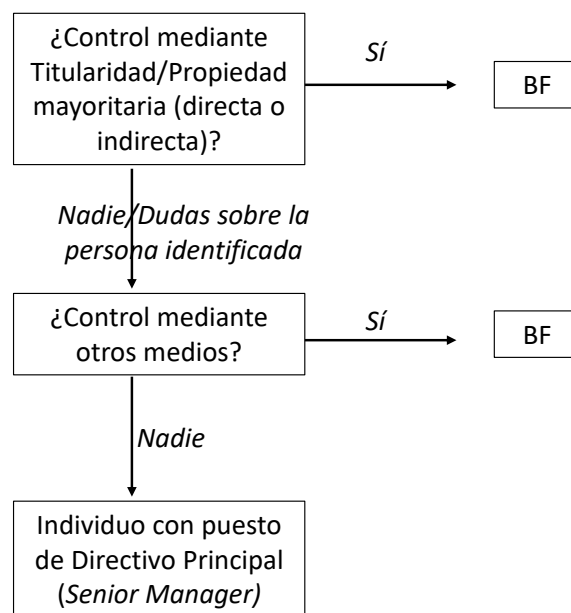 ¿Control mediante
Titularidad/Propiedad
mayoritaria (directa o
indirecta)?
Sí
BF
Nadie/Dudas sobre la
persona identificada
¿Control mediante
otros medios?
Sí
BF
Nadie
Individuo con puesto
de Directivo Principal
(Senior Manager)